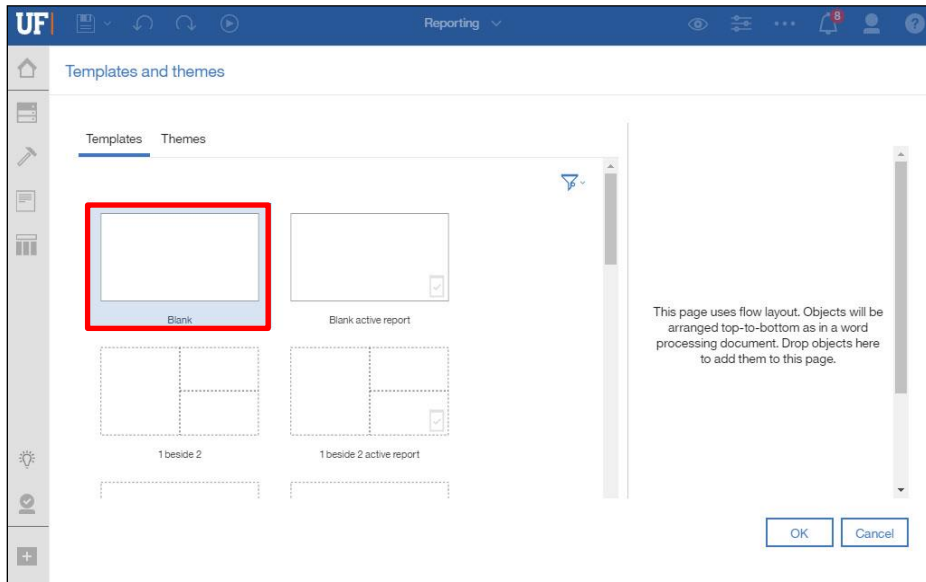 UF
Reporting
8
?
Templates and themes
Templates Themes
Blank
Blank active report
1 beside 2
1 beside 2 active report
This page uses flow layout. Objects will be
arranged top-to-bottom as in a word
processing document. Drop objects here
to add them to this page.
OK
Cancel